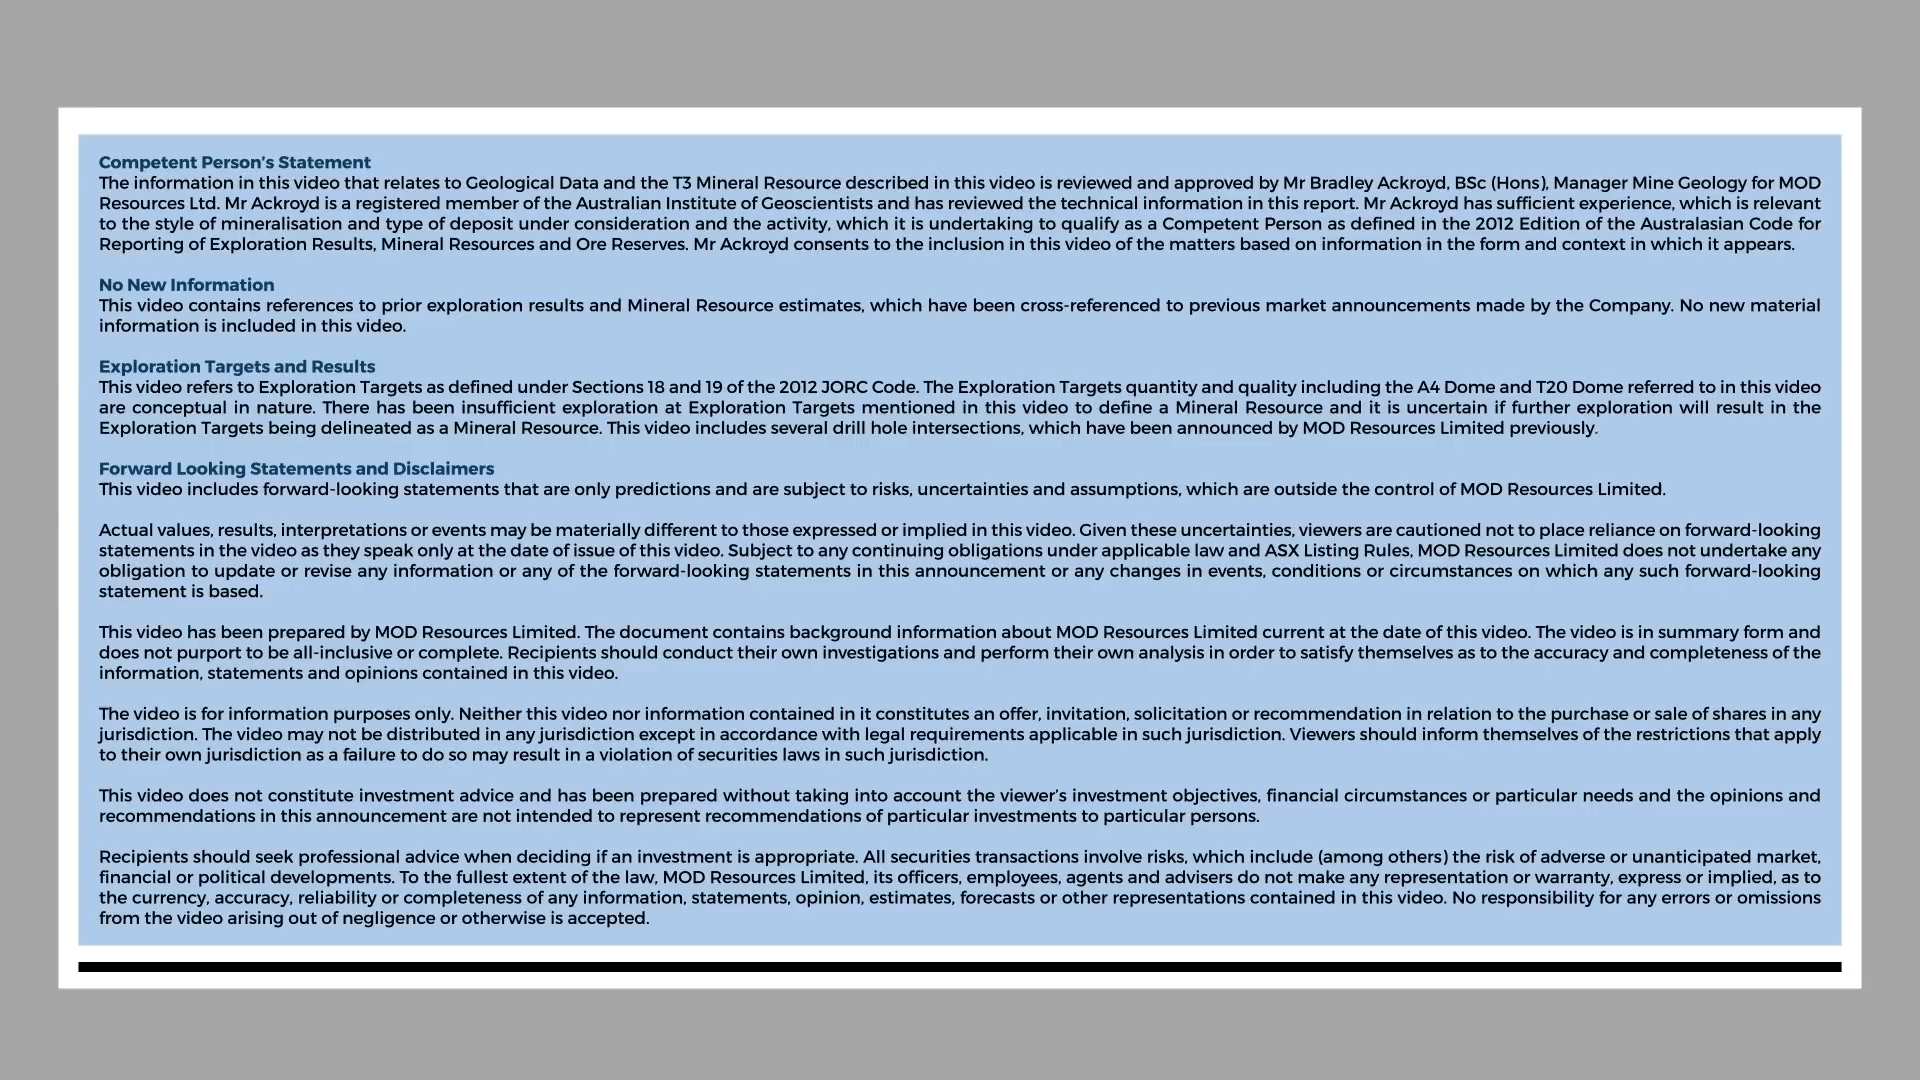 Competent Person's Statement
The information in this video that relates to Geological Data and the T3 Mineral Resource described in this video is reviewed and approved by Mr Bradley Ackroyd, BSc (Hons), Manager Mine Geology for MOD
Resources Ltd. Mr Ackroyd is a registered member of the Australian Institute of Geoscientists and has reviewed the technical information in this report. Mr Ackroyd has sufficient experience, which is relevant
to the style of mineralisation and type of deposit under consideration and the activity, which it is undertaking to qualify as a Competent Person as defined in the 2012 Edition of the Australasian Code for
Reporting of Exploration Results, Mineral Resources and Ore Reserves. Mr Ackroyd consents to the inclusion in this video of the matters based on information in the form and context in which it appears.
No New Information
This video contains references to prior exploration results and Mineral Resource estimates, which have been cross-referenced to previous market announcements made by the Company. No new material
information is included in this video.
Exploration Targets and Results
This video refers to Exploration Targets as defined under Sections 18 and 19 of the 2012 JORC Code. The Exploration Targets quantity and quality including the A4 Dome and T20 Dome referred to in this video
are conceptual in nature. There has been insufficient exploration at Exploration Targets mentioned in this video to define a Mineral Resource and it is uncertain if further exploration will result in the
Exploration Targets being delineated as a Mineral Resource. This video includes several drill hole intersections, which have been announced by MOD Resources Limited previously.
Forward Looking Statements and Disclaimers
This video includes forward-looking statements that are only predictions and are subject to risks, uncertainties and assumptions, which are outside the control of MOD Resources Limited.
Actual values, results, interpretations or events may be materially different to those expressed or implied in this video. Given these uncertainties, viewers are cautioned not to place reliance on forward-looking
statements in the video as they speak only at the date of issue of this video. Subject to any continuing obligations under applicable law and ASX Listing Rules, MOD Resources Limited does not undertake any
obligation to update or revise any information or any of the forward-looking statements in this announcement or any changes in events, conditions or circumstances on which any such forward-looking
statement is based.
This video has been prepared by MOD Resources Limited. The document contains background information about MOD Resources Limited current at the date of this video. The video is in summary form and
does not purport to be all-inclusive or complete. Recipients should conduct their own investigations and perform their own analysis in order to satisfy themselves as to the accuracy and completeness of the
information, statements and opinions contained in this video.
The video is for information purposes only. Neither this video nor information contained in it constitutes an offer, invitation, solicitation or recommendation in relation to the purchase or sale of shares in any
jurisdiction. The video may not be distributed in any jurisdiction except in accordance with legal requirements applicable in such jurisdiction. Viewers should inform themselves of the restrictions that apply
to their own jurisdiction as a failure to do so may result in a violation of securities laws in such jurisdiction.
This video does not constitute investment advice and has been prepared without taking into account the viewer's investment objectives, financial circumstances or particular needs and the opinions and
recommendations in this announcement are not intended to represent recommendations of particular investments to particular persons.
Recipients should seek professional advice when deciding if an investment is appropriate. All securities transactions involve risks, which include (among others) the risk of adverse or unanticipated market,
financial or political developments. To the fullest extent of the law, MOD Resources Limited, its officers, employees, agents and advisers do not make any representation or warranty, express or implied, as to
the currency, accuracy, reliability or completeness of any information, statements, opinion, estimates, forecasts or other representations contained in this video. No responsibility for any errors or omissions
from the video arising out of negligence or otherwise is accepted.